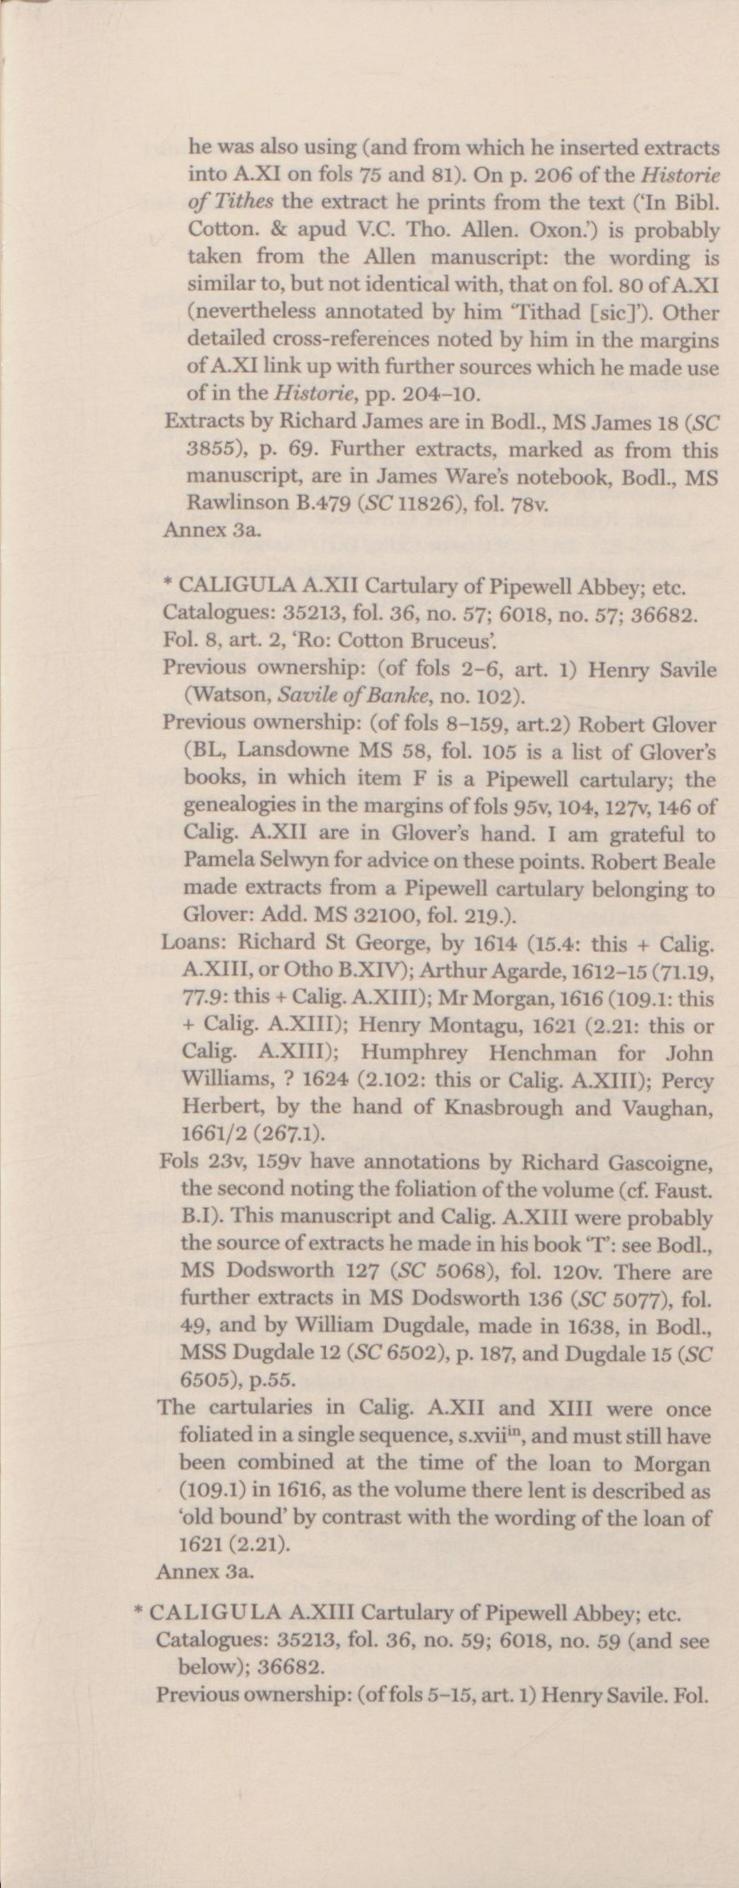 he was also using (and from which he inserted extracts
into A.XI on fols 75 and 81). On p. 206 of the Historie
of Tithes the extract he prints from the text (‘In Bibl.
Cotton. & apud V.C. Tho. Allen. Oxon.’) is probably
taken from the Allen manuscript: the wording is
similar to, but not identical with, that on fol. 80 of A.XI
(nevertheless annotated by him ‘Tithad [sic]’). Other
detailed cross-references noted by him in the margins
of A.XI link up with further sources which he made use
of in the Historie, pp. 204–10.
Extracts by Richard James are in Bodl., MS James 18 (SC
3855), p. 69. Further extracts, marked as from this
manuscript, are in James Ware’s notebook, Bodl., MS
Rawlinson B.479 (SC 11826), fol. 78v.
Annex 3a.
* CALIGULA A.XII Cartulary of Pipewell Abbey; etc.
Catalogues: 35213, fol. 36, no. 57; 6018, no. 57; 36682.
Fol. 8, art. 2, ‘Ro: Cotton Bruceus’.
Previous ownership: (of fols 2–6, art. 1) Henry Savile
(Watson, Savile of Banke, no. 102).
Previous ownership: (of fols 8–159, art.2) Robert Glover
(BL, Lansdowne MS 58, fol. 105 is a list of Glover’s
books, in which item F is a Pipewell cartulary; the
genealogies in the margins of fols 95v, 104, 127v, 146 of
Calig. A.XII are in Glover’s hand. I am grateful to
Pamela Selwyn for advice on these points. Robert Beale
made extracts from a Pipewell cartulary belonging to
Glover: Add. MS 32100, fol. 219.).
Loans: Richard St George, by 1614 (15.4: this + Calig.
A.XIII, or Otho B.XIV); Arthur Agarde, 1612–15 (71.19,
77.9: this + Calig. A.XIII); Mr Morgan, 1616 (109.1: this
+ Calig. A.XIII); Henry Montagu, 1621 (2.21: this or
Calig. A.XIII); Humphrey Henchman for John
Williams, ? 1624 (2.102: this or Calig. A.XIII); Percy
Herbert, by the hand of Knasbrough and Vaughan,
1661/2 (267.1).
Fols 23v, 159v have annotations by Richard Gascoigne,
the second noting the foliation of the volume (cf. Faust.
B.I). This manuscript and Calig. A.XIII were probably
the source of extracts he made in his book ‘T’: see Bodl.,
MS Dodsworth 127 (SC 5068), fol. 120v. There are
further extracts in MS Dodsworth 136 (SC 5077), fol.
49, and by William Dugdale, made in 1638, in Bodl.,
MSS Dugdale 12 (SC 6502), p. 187, and Dugdale 15 (SC
6505), p.55.
The cartularies in Calig. A.XII and XIII were once
foliated in a single sequence, s.xviiⁱⁿ, and must still have
been combined at the time of the loan to Morgan
(109.1) in 1616, as the volume there lent is described as
‘old bound’ by contrast with the wording of the loan of
1621 (2.21).
Annex 3a.
* CALIGULA A.XIII Cartulary of Pipewell Abbey; etc.
Catalogues: 35213, fol. 36, no. 59; 6018, no. 59 (and see
below); 36682.
Previous ownership: (of fols 5–15, art. 1) Henry Savile. Fol.